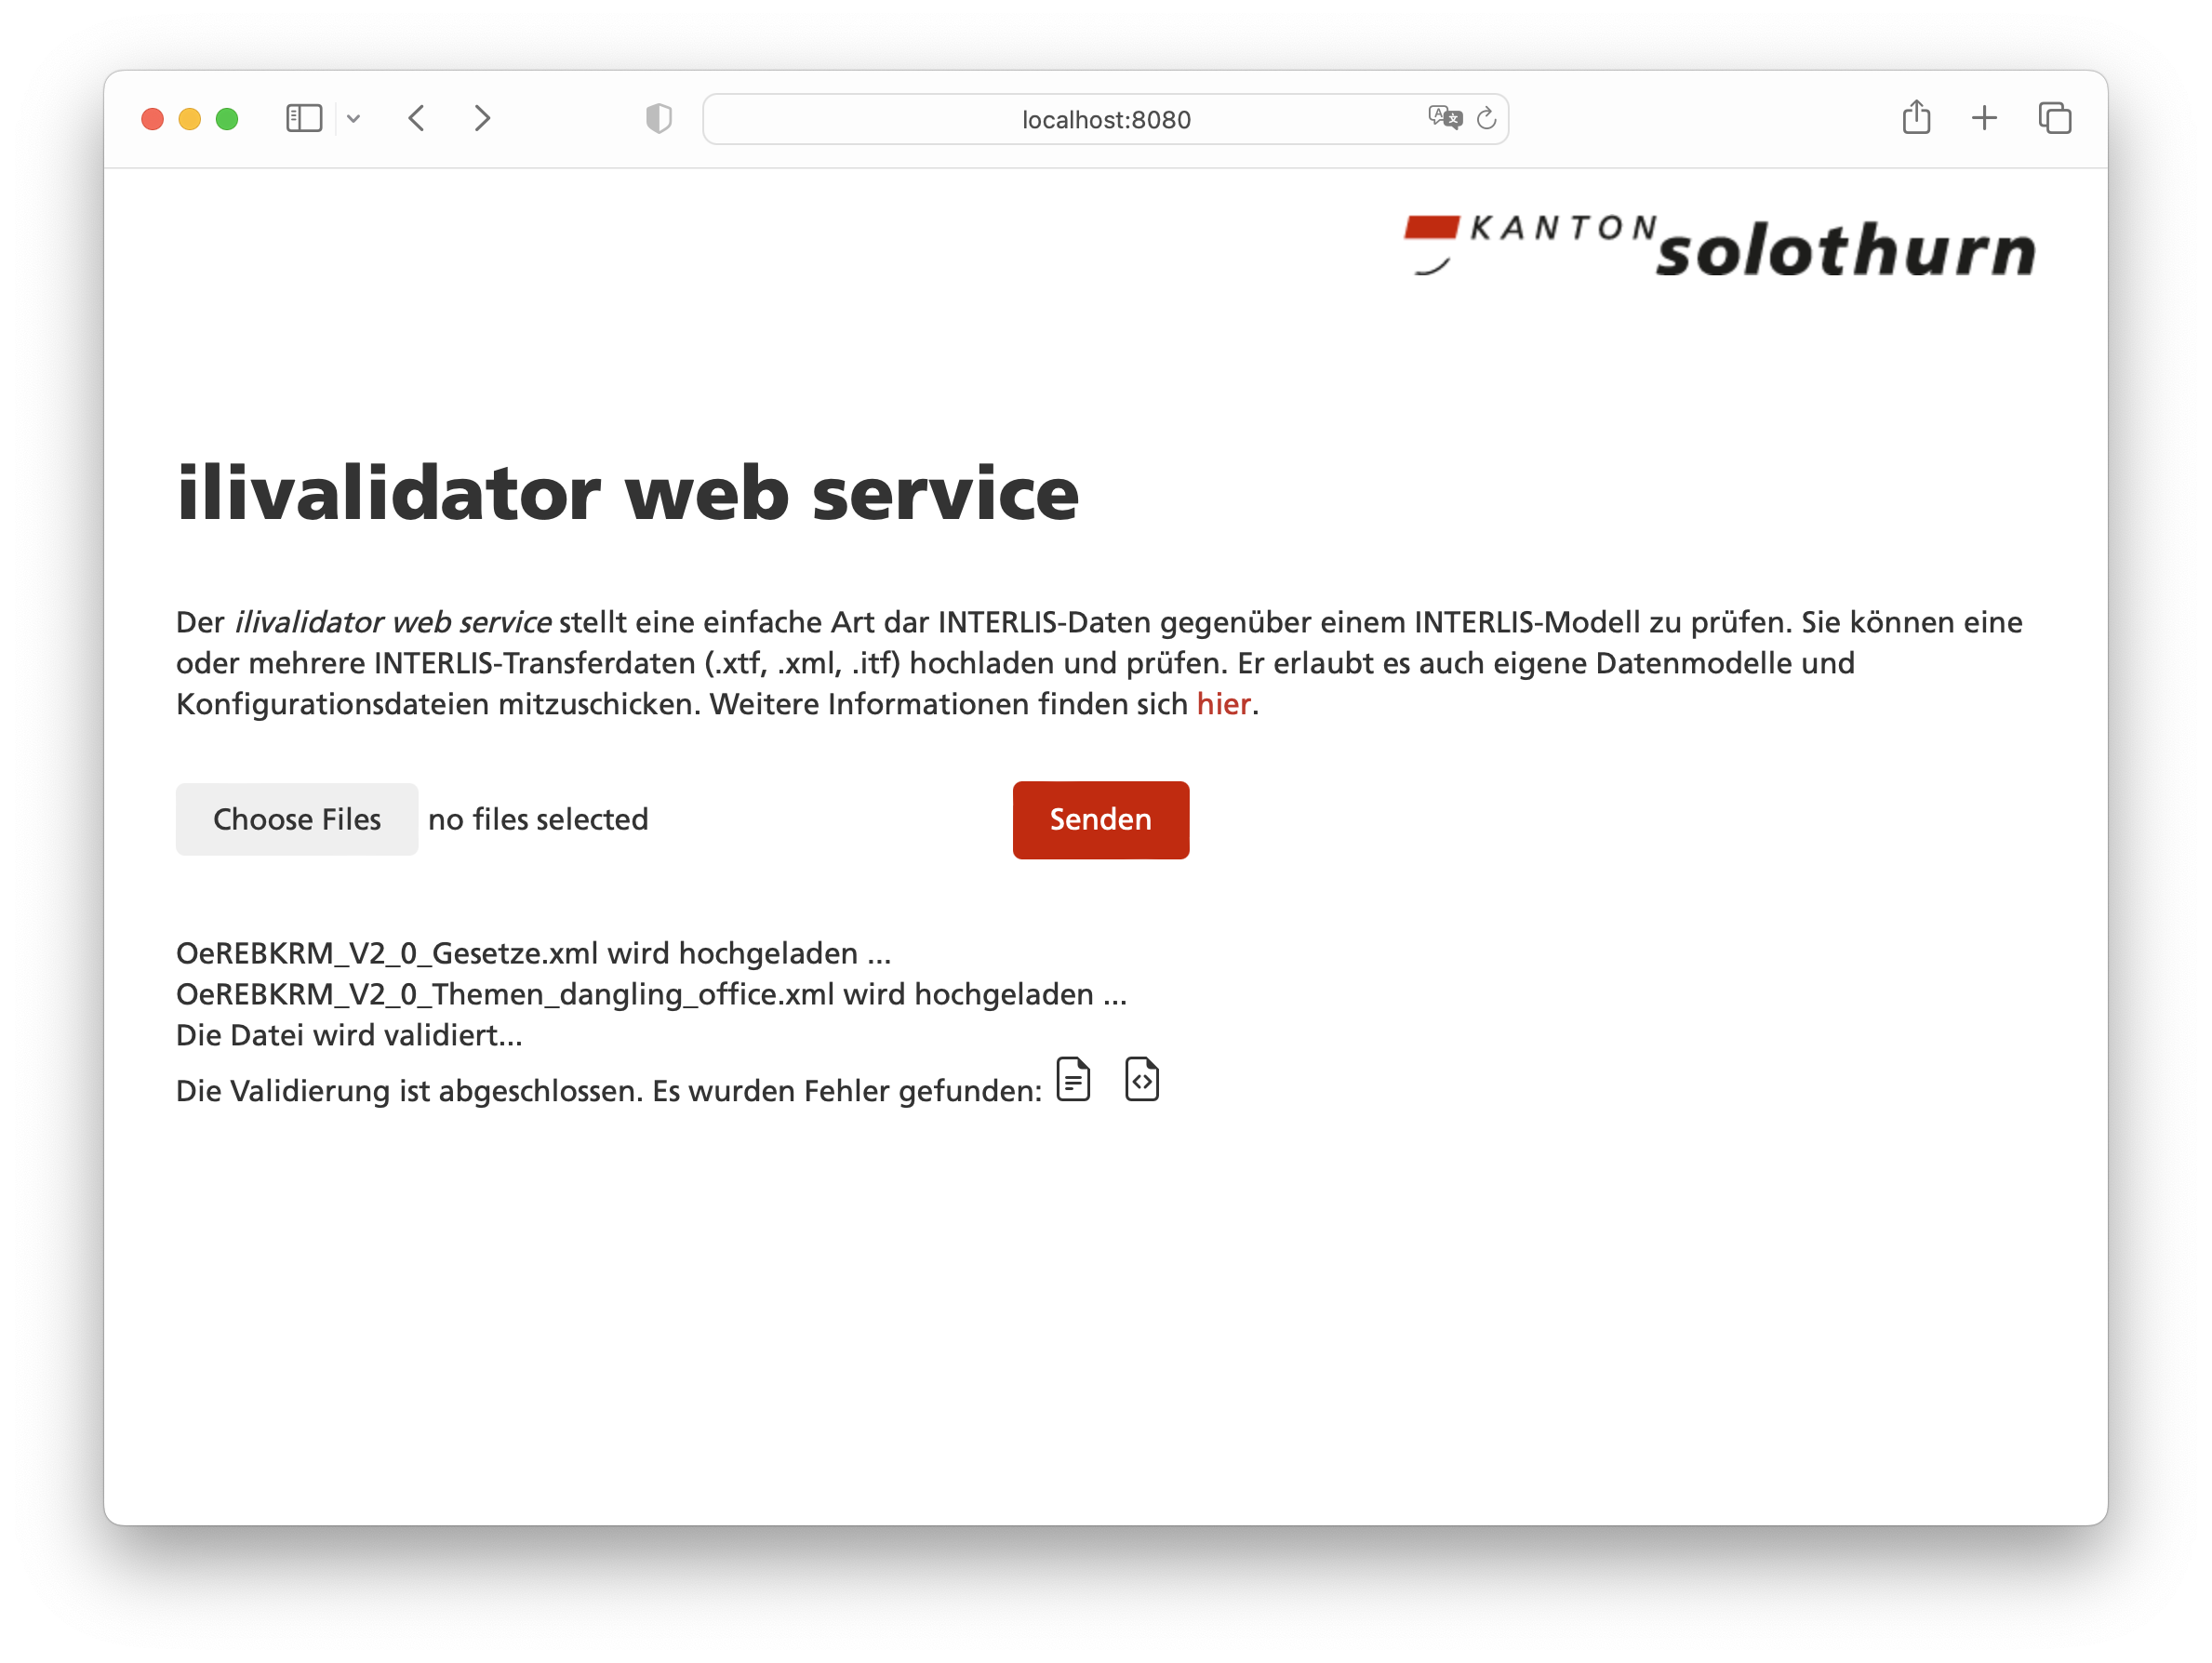 localhost:8080
KANTON solothurn
ilivalidator web service
Der ilivalidator web service stellt eine einfache Art dar INTERLIS-Daten gegenüber einem INTERLIS-Modell zu prüfen. Sie können eine
oder mehrere INTERLIS-Transferdaten (.xtf, .xml, .itf) hochladen und prüfen. Er erlaubt es auch eigene Datenmodelle und
Konfigurationsdateien mitzuschicken. Weitere Informationen finden sich hier.
Choose Files no files selected Senden
OeREBKRM_V2_0_Gesetze.xml wird hochgeladen ...
OeREBKRM_V2_0_Themen_dangling_office.xml wird hochgeladen ...
Die Datei wird validiert...
Die Validierung ist abgeschlossen. Es wurden Fehler gefunden: